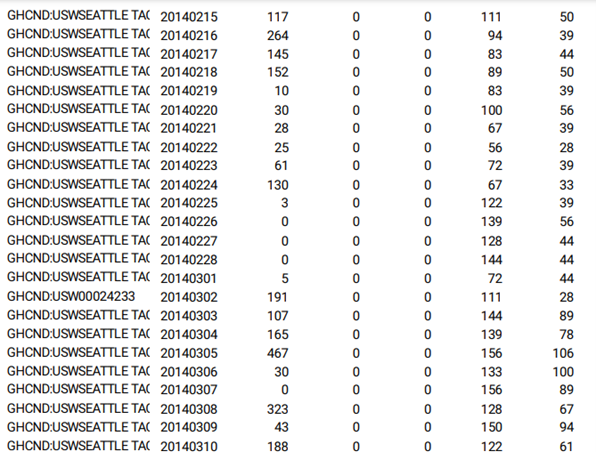 GHCND:USWSEATTLE TAC 20140215 117 0 0 111 50
GHCND:USWSEATTLE TAC 20140216 264 0 0 94 39
GHCND:USWSEATTLE TAC 20140217 145 0 0 83 44
GHCND:USWSEATTLE TAC 20140218 152 0 0 89 50
GHCND:USWSEATTLE TAC 20140219 10 0 0 83 39
GHCND:USWSEATTLE TAC 20140220 30 0 0 100 56
GHCND:USWSEATTLE TAC 20140221 28 0 0 67 39
GHCND:USWSEATTLE TAC 20140222 25 0 0 56 28
GHCND:USWSEATTLE TAC 20140223 61 0 0 72 39
GHCND:USWSEATTLE TAC 20140224 130 0 0 67 33
GHCND:USWSEATTLE TAC 20140225 3 0 0 122 39
GHCND:USWSEATTLE TAC 20140226 0 0 0 139 56
GHCND:USWSEATTLE TAC 20140227 0 0 0 128 44
GHCND:USWSEATTLE TAC 20140228 0 0 0 144 44
GHCND:USWSEATTLE TAC 20140301 5 0 0 72 44
GHCND:USW00024233 20140302 191 0 0 111 28
GHCND:USWSEATTLE TAC 20140303 107 0 0 144 89
GHCND:USWSEATTLE TAC 20140304 165 0 0 139 78
GHCND:USWSEATTLE TAC 20140305 467 0 0 156 106
GHCND:USWSEATTLE TAC 20140306 30 0 0 133 100
GHCND:USWSEATTLE TAC 20140307 0 0 0 156 89
GHCND:USWSEATTLE TAC 20140308 323 0 0 128 67
GHCND:USWSEATTLE TAC 20140309 43 0 0 150 94
GHCND:USWSEATTLE TAC 20140310 188 0 0 122 61